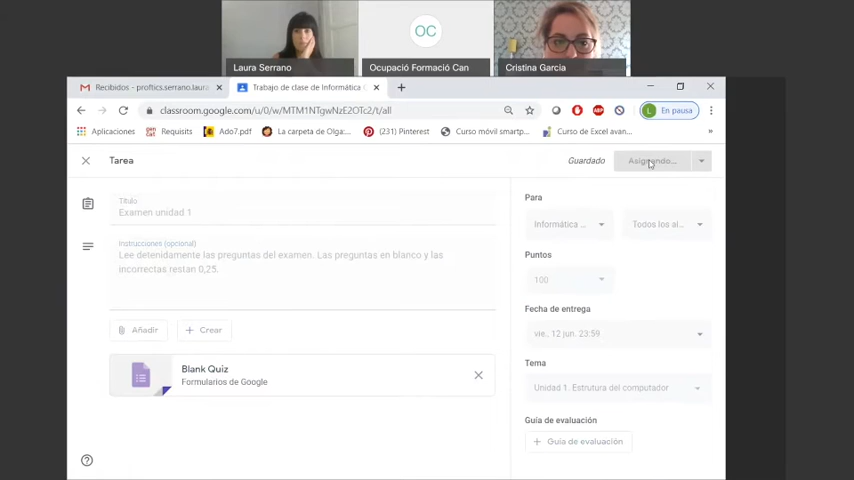 OC
Laura Serrano
Ocupació Formació Can
Cristina Garcia
Recibidos - proftics.serrano.laura
Trabajo de clase de Informática
classroom.google.com/u/0/w/MTM1NTgwNzE2OTc2/t/all
L
En pausa
Aplicaciones
gen cat
Requisits
Ado7.pdf
La carpeta de Olga:...
(231) Pinterest
Curso móvil smartp...
Curso de Excel avan...
»
Tarea
Guardado
Asignando...
Título
Examen unidad 1
Instrucciones (opcional)
Lee detenidamente las preguntas del examen. Las preguntas en blanco y las
incorrectas restan 0,25.
Añadir
Crear
Blank Quiz
Formularios de Google
Para
Informática ...
Todos los al...
Puntos
100
Fecha de entrega
vie., 12 jun. 23:59
Tema
Unidad 1. Estrutura del computador
Guía de evaluación
+ Guía de evaluación